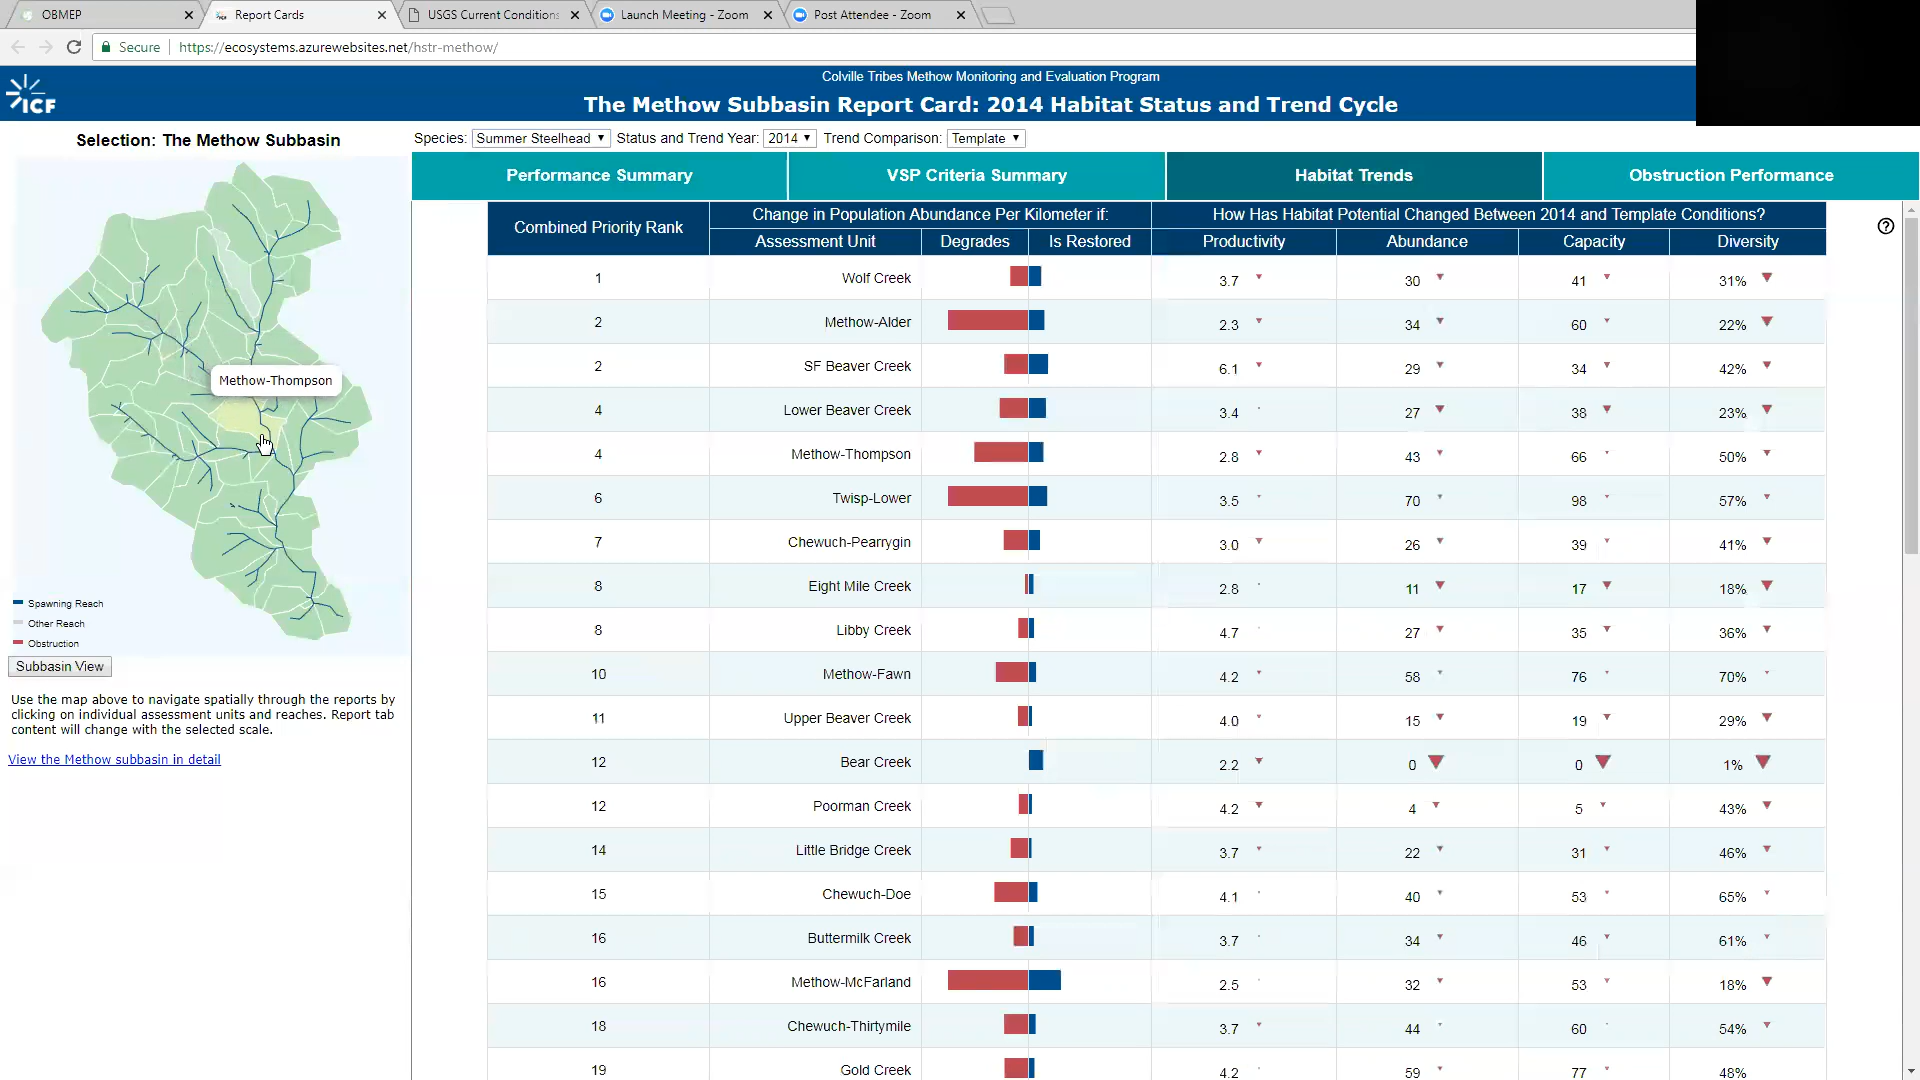 OBMEP
Report Cards
USGS Current Conditions
Launch Meeting - Zoom
Post Attendee - Zoom
Secure https://ecosystems.azurewebsites.net/hstr-methow/
ICF
Colville Tribes Methow Monitoring and Evaluation Program
The Methow Subbasin Report Card: 2014 Habitat Status and Trend Cycle
Selection: The Methow Subbasin
Species: Summer Steelhead Status and Trend Year: 2014 Trend Comparison: Template
Performance Summary
VSP Criteria Summary
Habitat Trends
Obstruction Performance
Methow-Thompson
Spawning Reach
Other Reach
Obstruction
Subbasin View
Use the map above to navigate spatially through the reports by
clicking on individual assessment units and reaches. Report tab
content will change with the selected scale.
View the Methow subbasin in detail
Combined Priority Rank
Change in Population Abundance Per Kilometer if:
How Has Habitat Potential Changed Between 2014 and Template Conditions?
Assessment Unit Degrades Is Restored Productivity Abundance Capacity Diversity
1 Wolf Creek 3.7 30 41 31%
2 Methow-Alder 2.3 34 60 22%
2 SF Beaver Creek 6.1 29 34 42%
4 Lower Beaver Creek 3.4 27 38 23%
4 Methow-Thompson 2.8 43 66 50%
6 Twisp-Lower 3.5 70 98 57%
7 Chewuch-Pearrygin 3.0 26 39 41%
8 Eight Mile Creek 2.8 11 17 18%
8 Libby Creek 4.7 27 35 36%
10 Methow-Fawn 4.2 58 76 70%
11 Upper Beaver Creek 4.0 15 19 29%
12 Bear Creek 2.2 0 0 1%
12 Poorman Creek 4.2 4 5 43%
14 Little Bridge Creek 3.7 22 31 46%
15 Chewuch-Doe 4.1 40 53 65%
16 Buttermilk Creek 3.7 34 46 61%
16 Methow-McFarland 2.5 32 53 18%
18 Chewuch-Thirtymile 3.7 44 60 54%
19 Gold Creek 4.2 59 77 48%